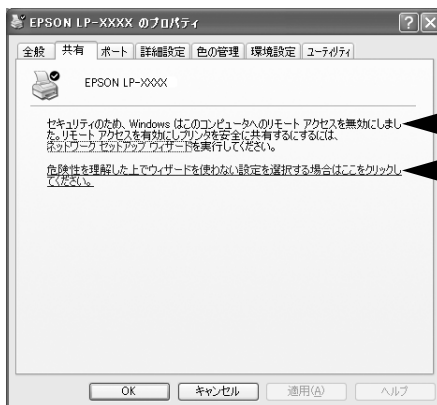 EPSON LP-XXXX のプロパティ
全般 共有 ポート 詳細設定 色の管理 環境設定 ユーティリティ
EPSON LP-XXXX
セキュリティのため、Windows はこのコンピュータへのリモート アクセスを無効にしまし
た。リモート アクセスを有効にしプリンタを安全に共有するにするには、
ネットワーク セットアップ ウィザードを実行してください。
危険性を理解した上でウィザードを使わない設定を選択する場合はここをクリックし
てください。
OK キャンセル 適用(A) ヘルプ